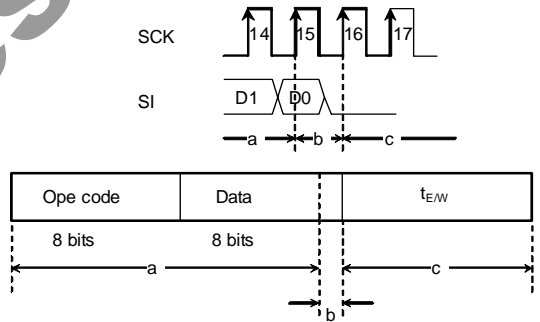 SCK 14 15 16 17
SI D1 D0
a b c
Ope code Data tE/W
8 bits 8 bits
a c
b